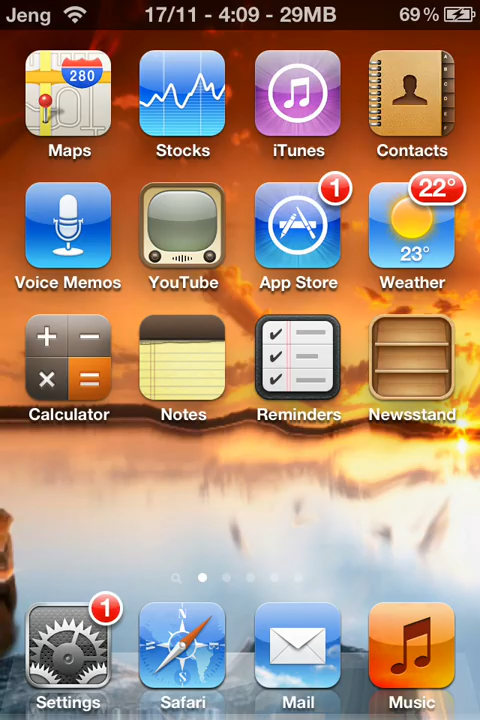 Jeng 17/11 - 4:09 - 29MB 69%
280
Maps Stocks iTunes Contacts
1 22°
23°
Voice Memos YouTube App Store Weather
Calculator Notes Reminders Newsstand
1
N
Settings Safari Mail Music